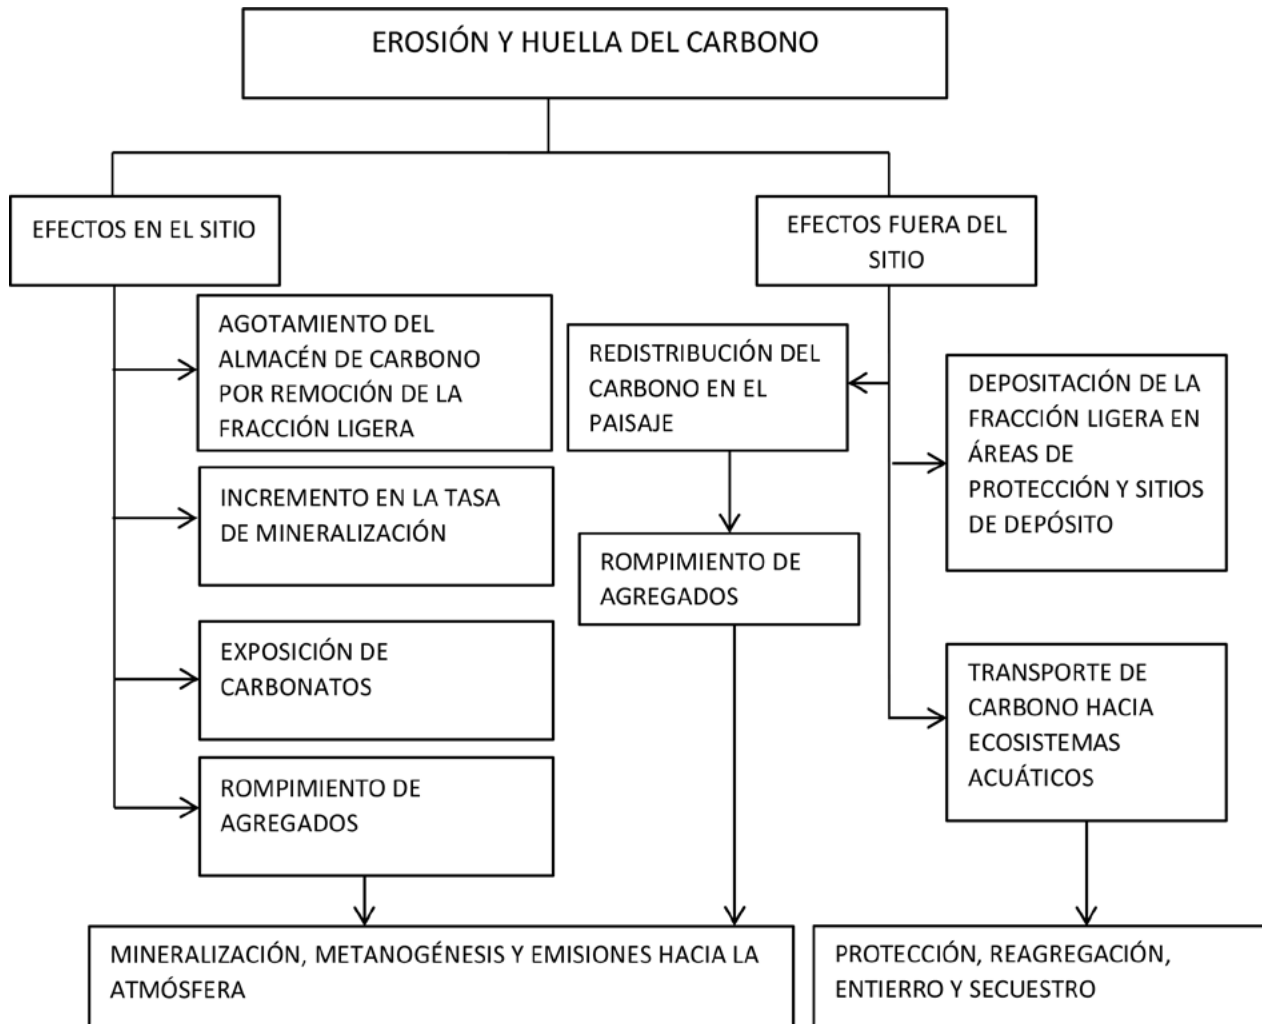 EROSIÓN Y HUELLA DEL CARBONO
EFECTOS EN EL SITIO
EFECTOS FUERA DEL
SITIO
AGOTAMIENTO DEL
ALMACÉN DE CARBONO
POR REMOCIÓN DE LA
FRACCIÓN LIGERA
INCREMENTO EN LA TASA
DE MINERALIZACIÓN
EXPOSICIÓN DE
CARBONATOS
ROMPIMIENTO DE
AGREGADOS
REDISTRIBUCIÓN DEL
CARBONO EN EL
PAISAJE
ROMPIMIENTO DE
AGREGADOS
DEPOSITACIÓN DE LA
FRACCIÓN LIGERA EN
ÁREAS DE
PROTECCIÓN Y SITIOS
DE DEPÓSITO
TRANSPORTE DE
CARBONO HACIA
ECOSISTEMAS
ACUÁTICOS
MINERALIZACIÓN, METANOGÉNESIS Y EMISIONES HACIA LA
ATMÓSFERA
PROTECCIÓN, REAGREGACIÓN,
ENTIERRO Y SECUESTRO